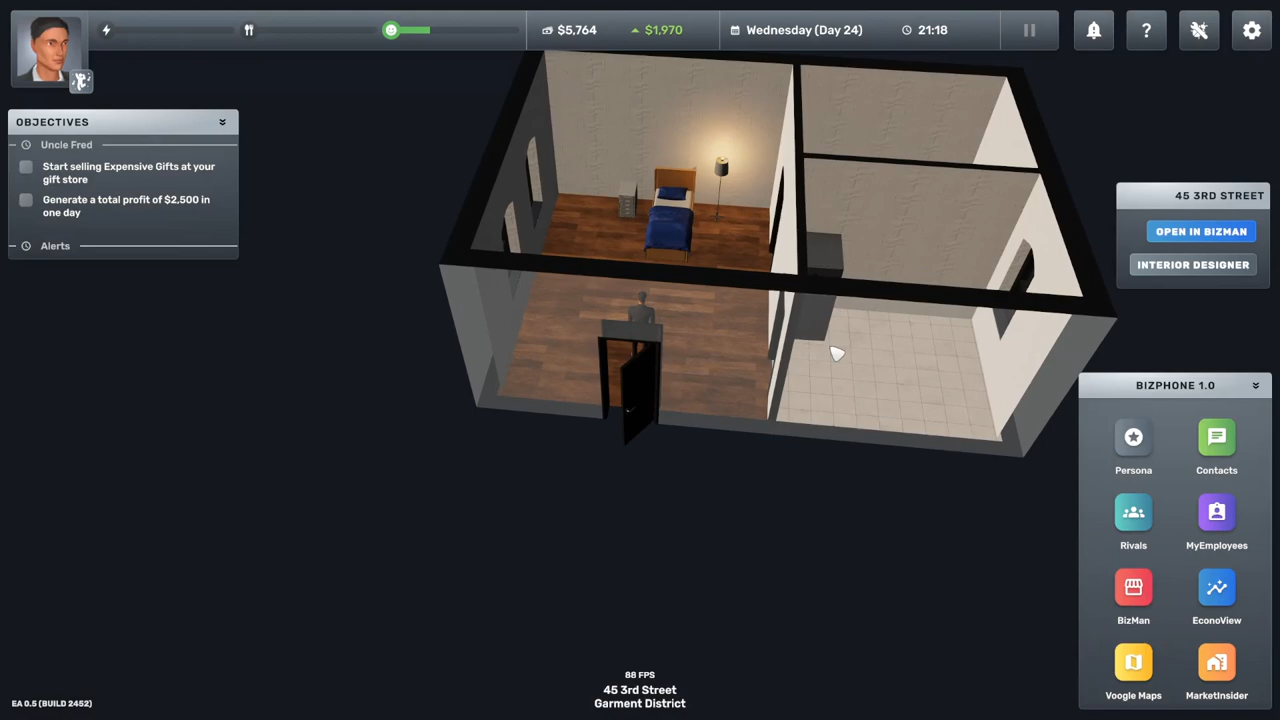 $5,764
$1,970
Wednesday (Day 24)
21:18
?
OBJECTIVES
Uncle Fred
Start selling Expensive Gifts at your
gift store
Generate a total profit of $2,500 in
one day
Alerts
45 3RD STREET
OPEN IN BIZMAN
INTERIOR DESIGNER
BIZPHONE 1.0
Persona
Contacts
Rivals
MyEmployees
BizMan
EconoView
Voogle Maps
MarketInsider
88 FPS
45 3rd Street
Garment District
EA 0.5 (BUILD 2452)